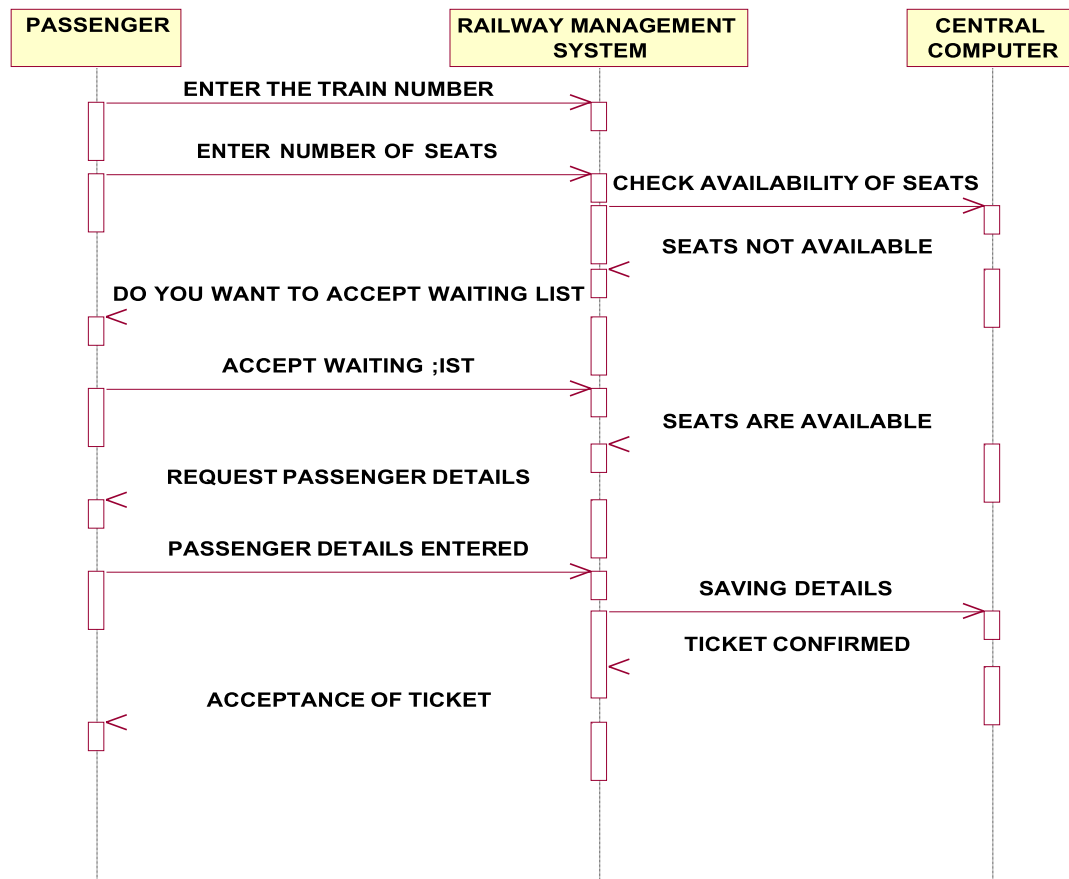 PASSENGER
RAILWAY MANAGEMENT
SYSTEM
CENTRAL
COMPUTER
ENTER THE TRAIN NUMBER
ENTER NUMBER OF SEATS
CHECK AVAILABILITY OF SEATS
SEATS NOT AVAILABLE
DO YOU WANT TO ACCEPT WAITING LIST
ACCEPT WAITING ;IST
SEATS ARE AVAILABLE
REQUEST PASSENGER DETAILS
PASSENGER DETAILS ENTERED
SAVING DETAILS
TICKET CONFIRMED
ACCEPTANCE OF TICKET